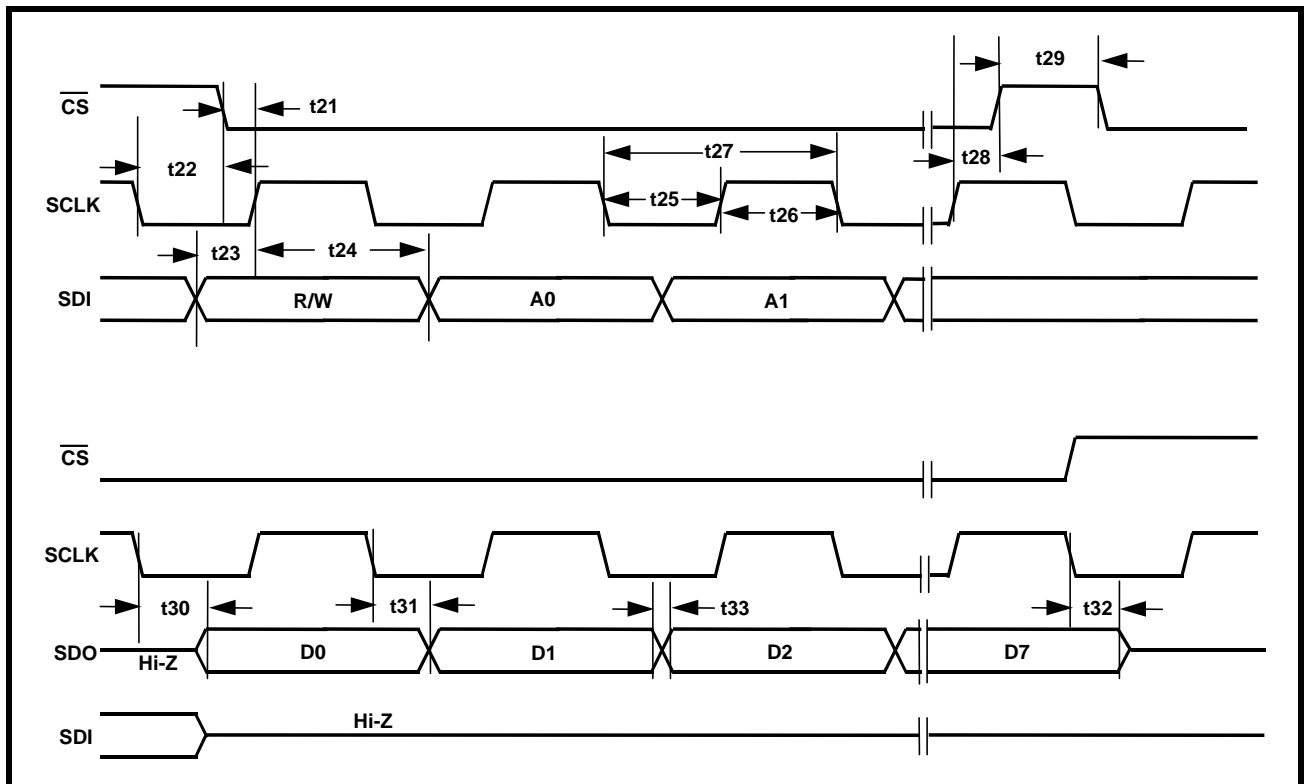 t29
CS
t21
t22
t27
t28
SCLK
t25
t26
t23
t24
SDI
R/W
A0
A1
CS
SCLK
t30
t31
t33
t32
SDO
Hi-Z
D0
D1
D2
D7
SDI
Hi-Z